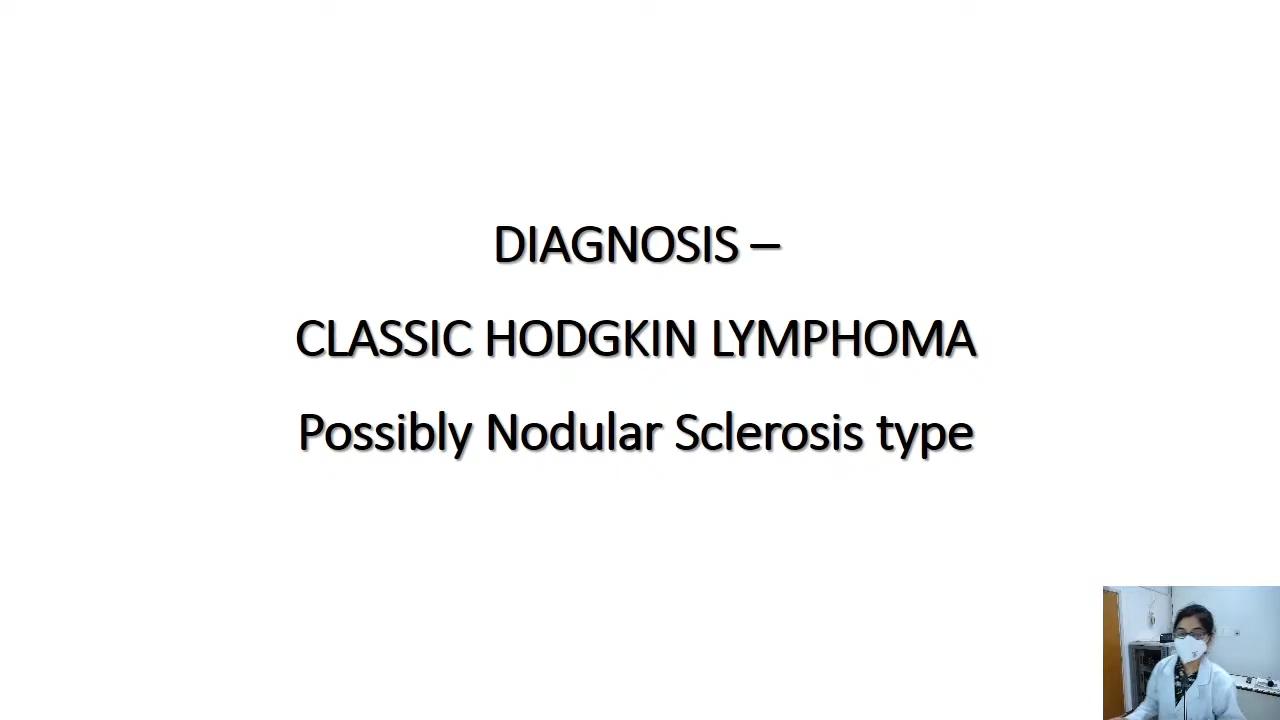 DIAGNOSIS –
CLASSIC HODGKIN LYMPHOMA
Possibly Nodular Sclerosis type